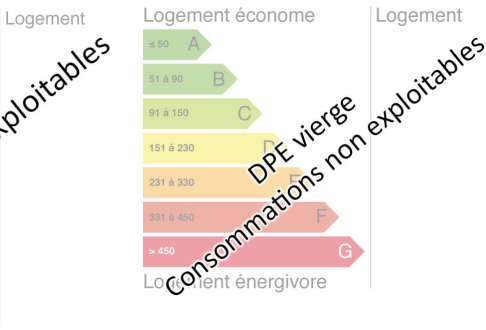 Logement
Logement économe
Logement
≤ 50 A
51 à 90 B
91 à 150 C
151 à 230 D
231 à 330 E
331 à 450 F
> 450 G
Logement énergivore
DPE vierge
Consommations non exploitables